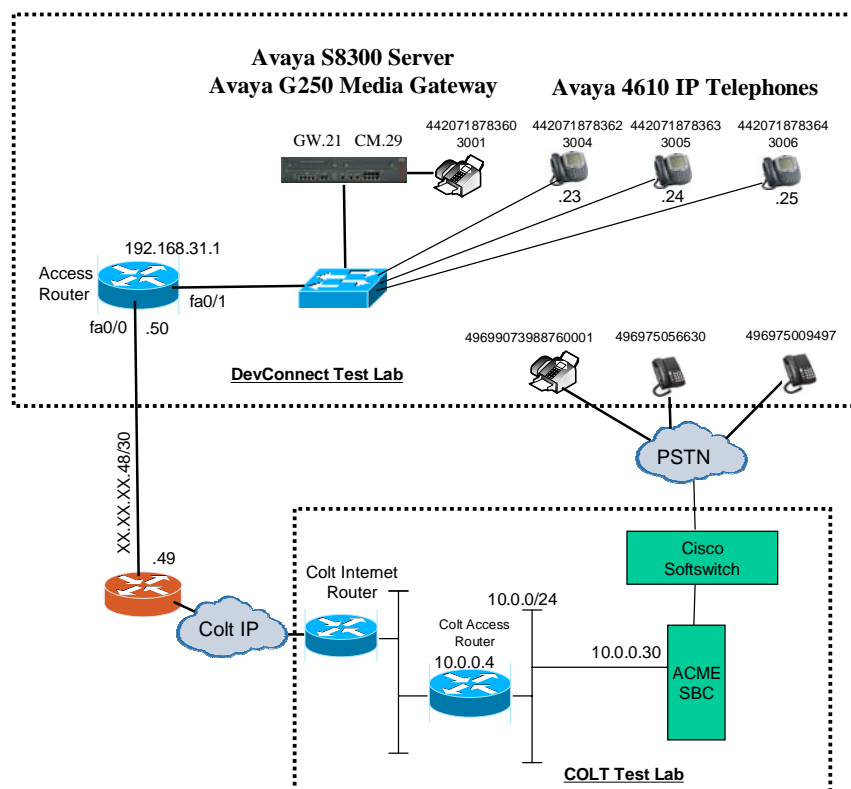 Avaya S8300 Server
Avaya G250 Media Gateway
Avaya 4610 IP Telephones
GW.21 CM.29
442071878360
3001
442071878362
3004
442071878363
3005
442071878364
3006
.23
.24
.25
192.168.31.1
Access
Router
fa0/1
fa0/0 .50
DevConnect Test Lab
49699073988760001
496975056630
496975009497
PSTN
XX.XX.XX.48/30
.49
Colt IP
Colt Internet
Router
10.0.0/24
Colt Access
Router
10.0.0.4
10.0.0.30
Cisco
Softswitch
ACME
SBC
COLT Test Lab